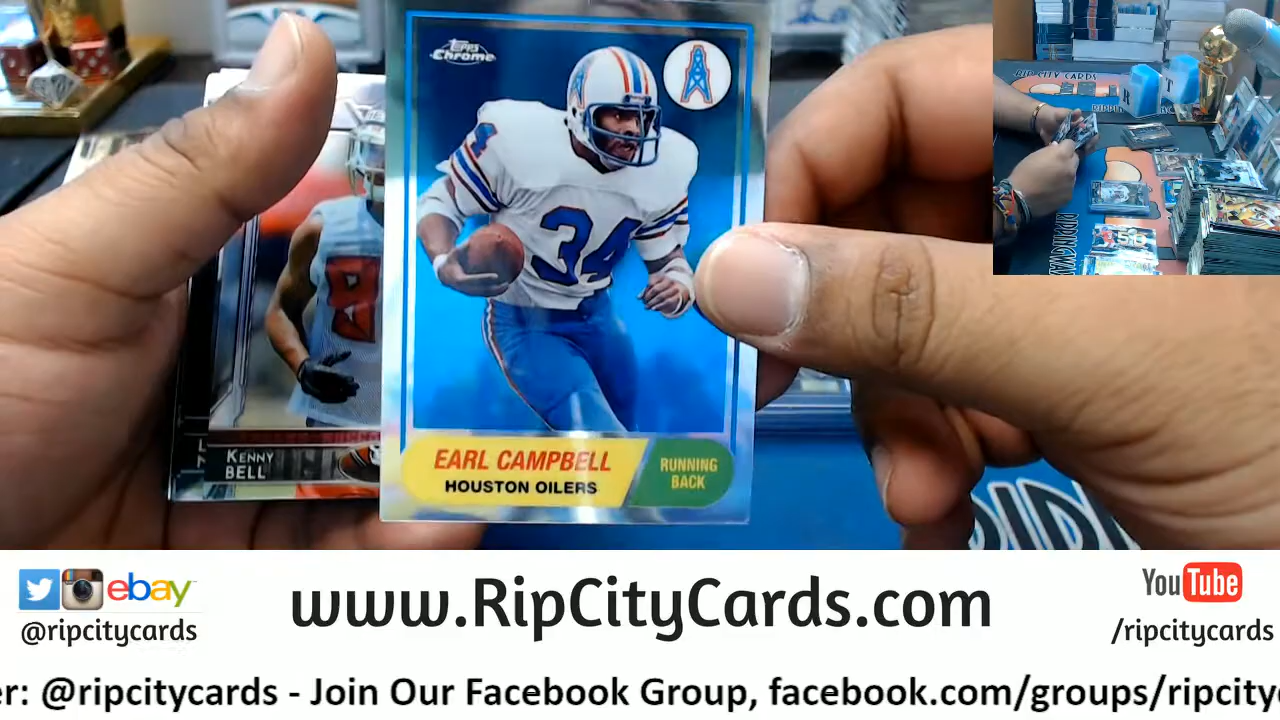 Topps
Chrome
34
34
EARL CAMPBELL
HOUSTON OILERS
RUNNING
BACK
KENNY
BELL
RIP CITY CARDS
ebay
@ripcitycards
www.RipCityCards.com
YouTube
/ripcitycards
er: @ripcitycards - Join Our Facebook Group, facebook.com/groups/ripcity